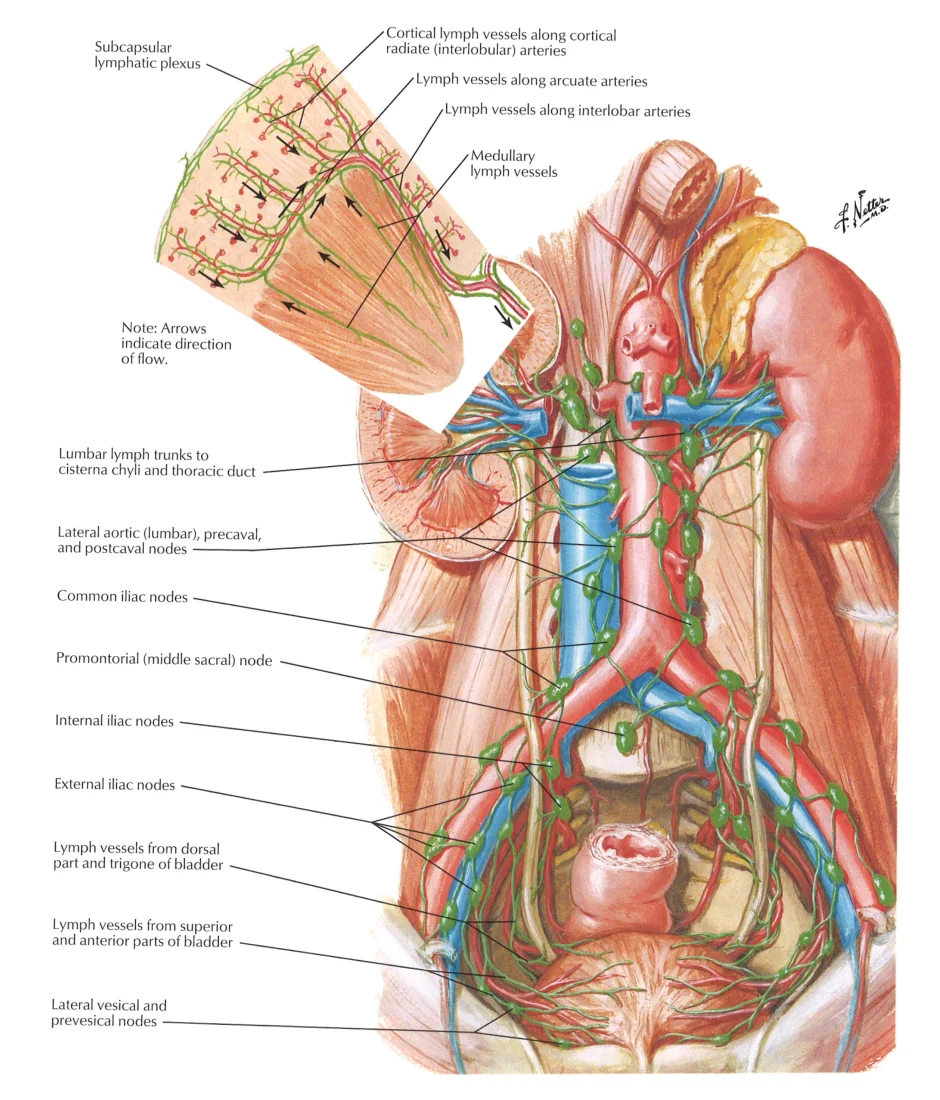 Subcapsular
lymphatic plexus
Cortical lymph vessels along cortical
radiate (interlobular) arteries
Lymph vessels along arcuate arteries
Lymph vessels along interlobar arteries
Medullary
lymph vessels
F. Netter
M.D.
Note: Arrows
indicate direction
of flow.
Lumbar lymph trunks to
cisterna chyli and thoracic duct
Lateral aortic (lumbar), precaval,
and postcaval nodes
Common iliac nodes
Promontorial (middle sacral) node
Internal iliac nodes
External iliac nodes
Lymph vessels from dorsal
part and trigone of bladder
Lymph vessels from superior
and anterior parts of bladder
Lateral vesical and
prevesical nodes